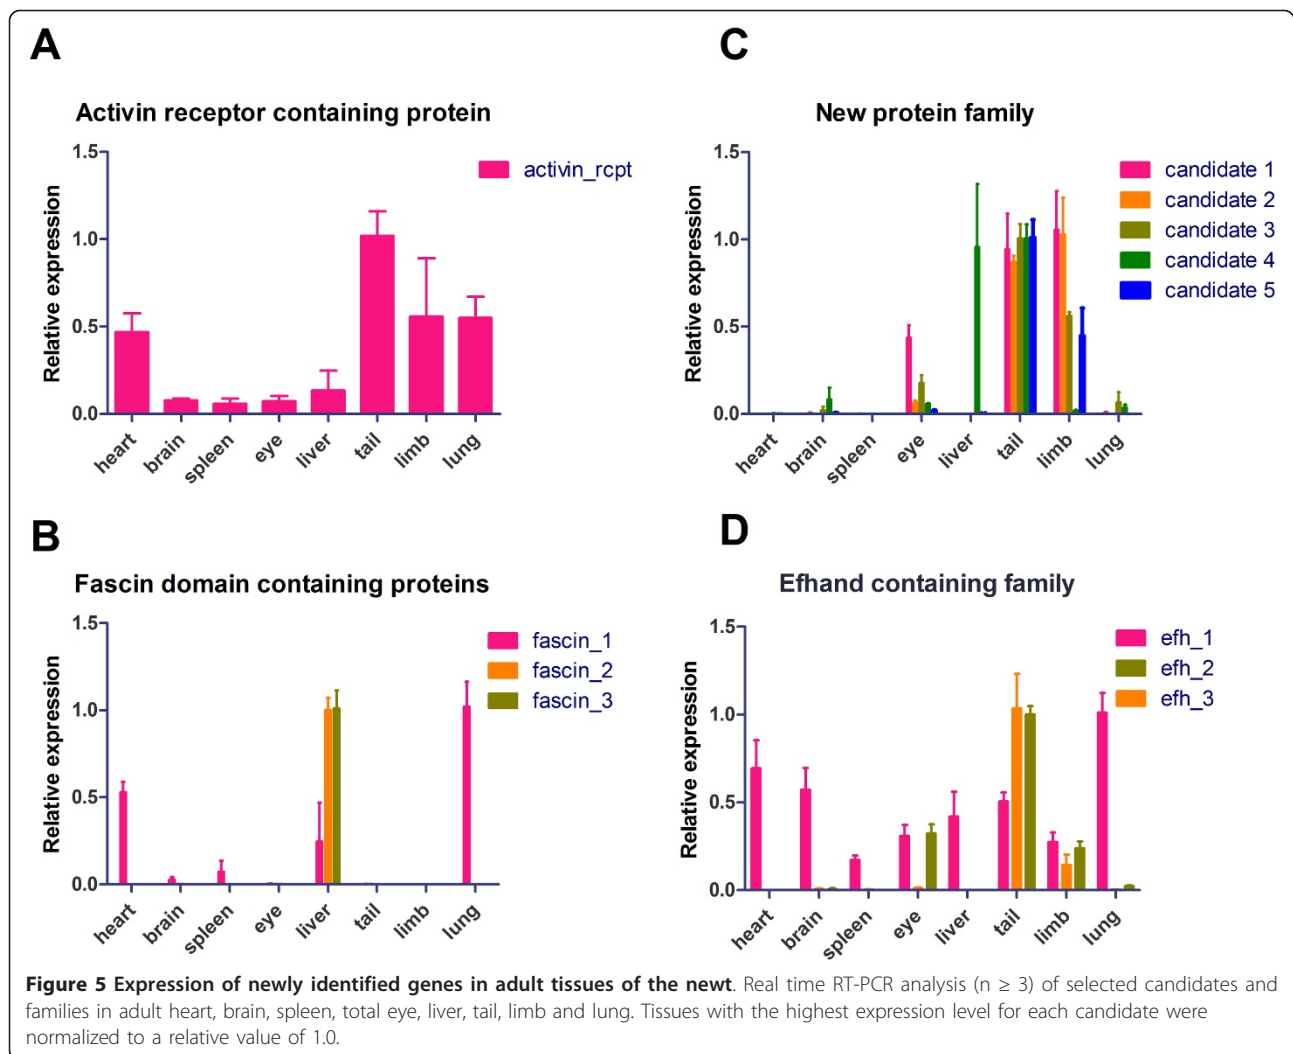 A
Activin receptor containing protein
Relative expression
1.5
1.0
0.5
0.0
activin_rcpt
heart
brain
spleen
eye
liver
tail
limb
lung
C
New protein family
Relative expression
1.5
1.0
0.5
0.0
candidate 1
candidate 2
candidate 3
candidate 4
candidate 5
heart
brain
spleen
eye
liver
tail
limb
lung
B
Fascin domain containing proteins
Relative expression
1.5
1.0
0.5
0.0
fascin_1
fascin_2
fascin_3
heart
brain
spleen
eye
liver
tail
limb
lung
D
Efhand containing family
Relative expression
1.5
1.0
0.5
0.0
efh_1
efh_2
efh_3
heart
brain
spleen
eye
liver
tail
limb
lung
Figure 5 Expression of newly identified genes in adult tissues of the newt. Real time RT-PCR analysis (n ≥ 3) of selected candidates and
families in adult heart, brain, spleen, total eye, liver, tail, limb and lung. Tissues with the highest expression level for each candidate were
normalized to a relative value of 1.0.